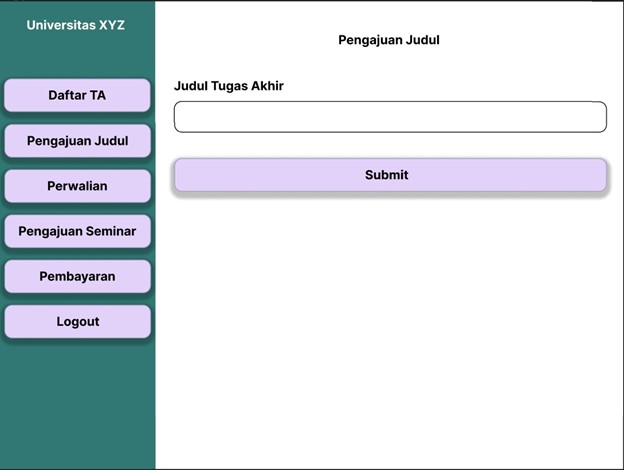 Universitas XYZ
Daftar TA
Pengajuan Judul
Perwalian
Pengajuan Seminar
Pembayaran
Logout
Pengajuan Judul
Judul Tugas Akhir
Submit